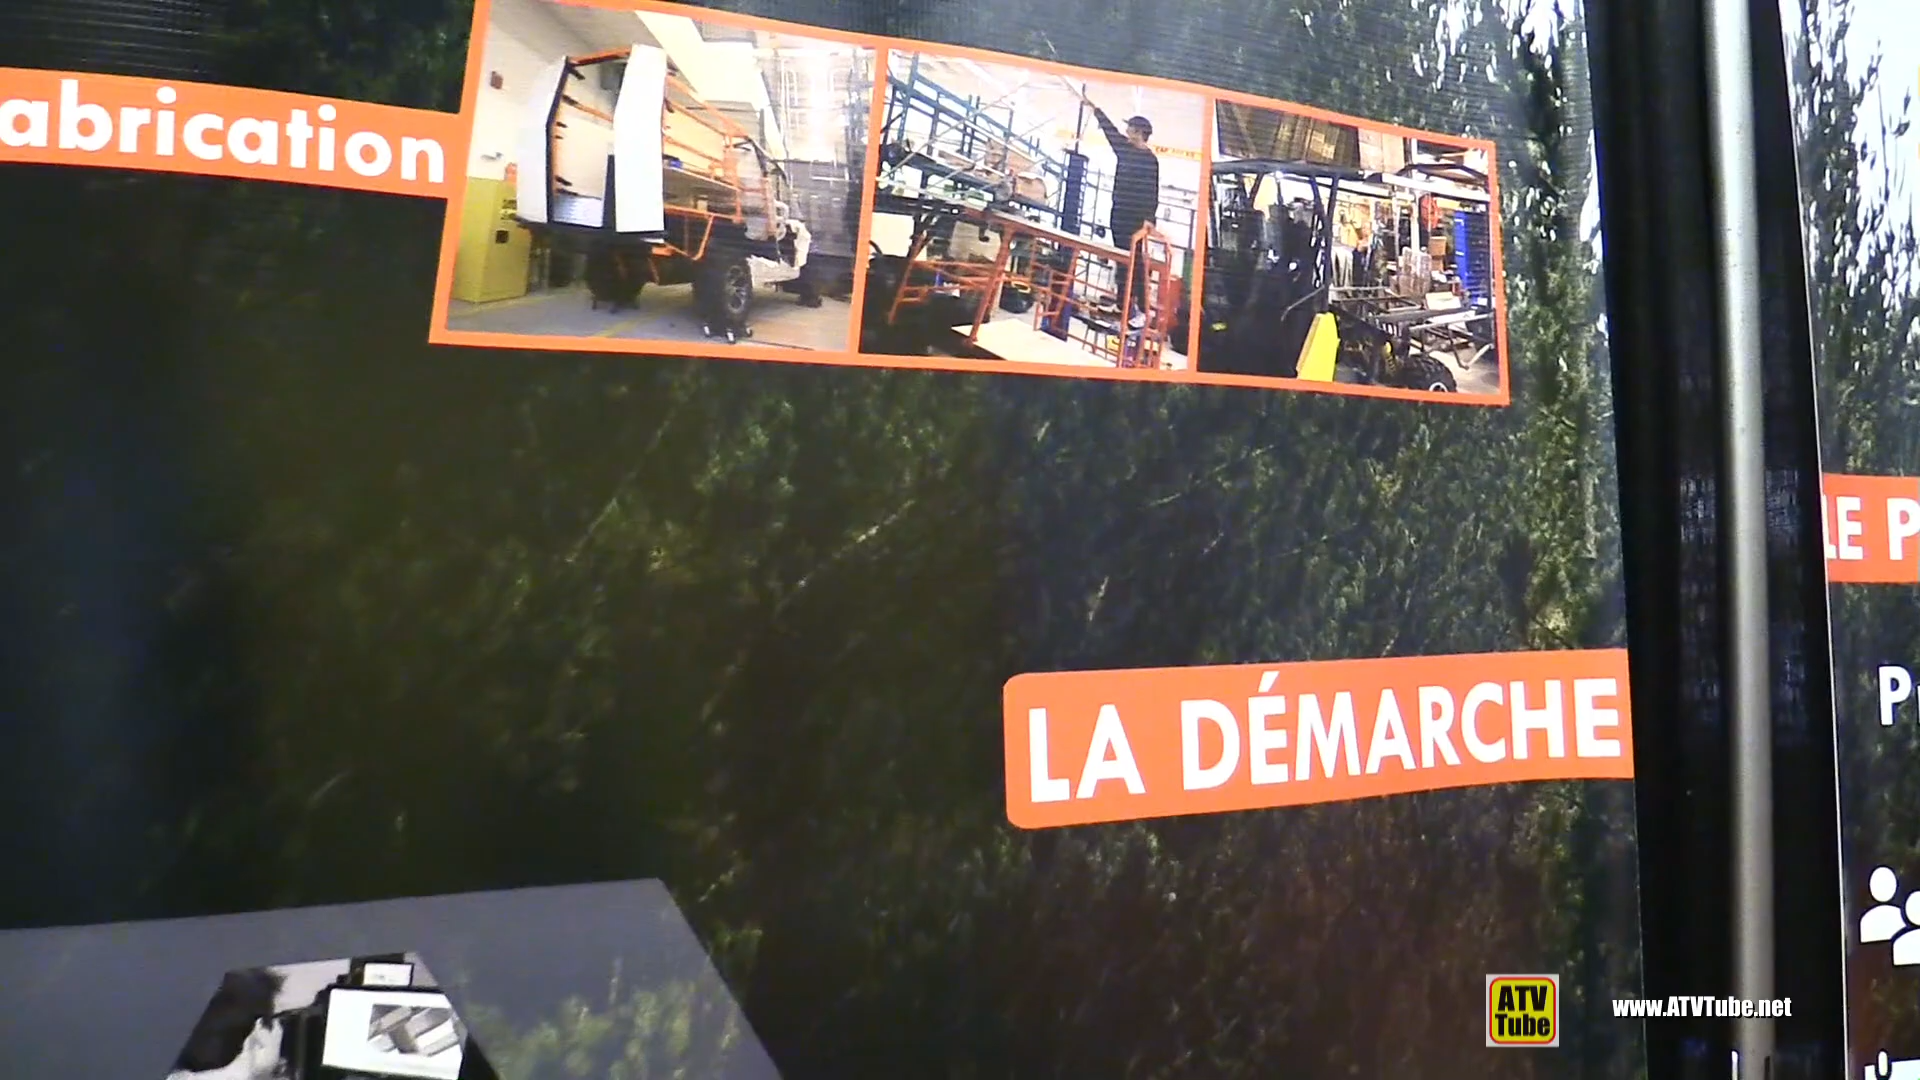 abrication
LE P
LA DÉMARCHE
P
ATV
Tube
www.ATVTube.net